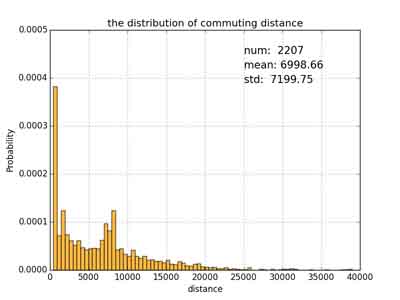 the distribution of commuting distance
0.0005
num: 2207
mean: 6998.66
0.0004
std: 7199.75
0.0003
Probability
0.0002
0.0001
0.0000
0 5000 10000 15000 20000 25000 30000 35000 40000
distance